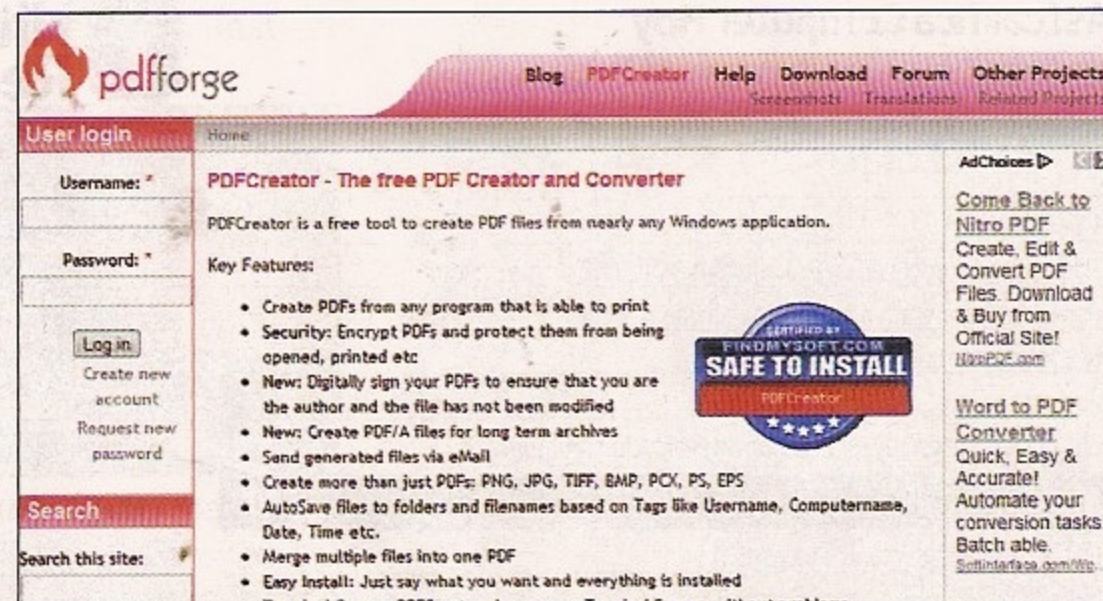 pdfforge
Blog PDFCreator Help Download Forum Other Projects
Screenshots Translations Related Projects
User login
Home
Username: *
Password: *
Log in
Create new
account
Request new
password
Search
Search this site:
PDFCreator - The free PDF Creator and Converter
PDFCreator is a free tool to create PDF files from nearly any Windows application.
Key Features:
• Create PDFs from any program that is able to print
• Security: Encrypt PDFs and protect them from being
opened, printed etc
• New: Digitally sign your PDFs to ensure that you are
the author and the file has not been modified
• New: Create PDF/A files for long term archives
• Send generated files via eMail
• Create more than just PDFs: PNG, JPG, TIFF, BMP, PCX, PS, EPS
• AutoSave files to folders and filenames based on Tags like Username, Computername,
Date, Time etc.
• Merge multiple files into one PDF
• Easy Install: Just say what you want and everything is installed
CERTIFIED BY
FINDMYSOFT.COM
SAFE TO INSTALL
PDFCreator
AdChoices
Come Back to
Nitro PDF
Create, Edit &
Convert PDF
Files. Download
& Buy from
Official Site!
NitroPDF.com
Word to PDF
Converter
Quick, Easy &
Accurate!
Automate your
conversion tasks
Batch able.